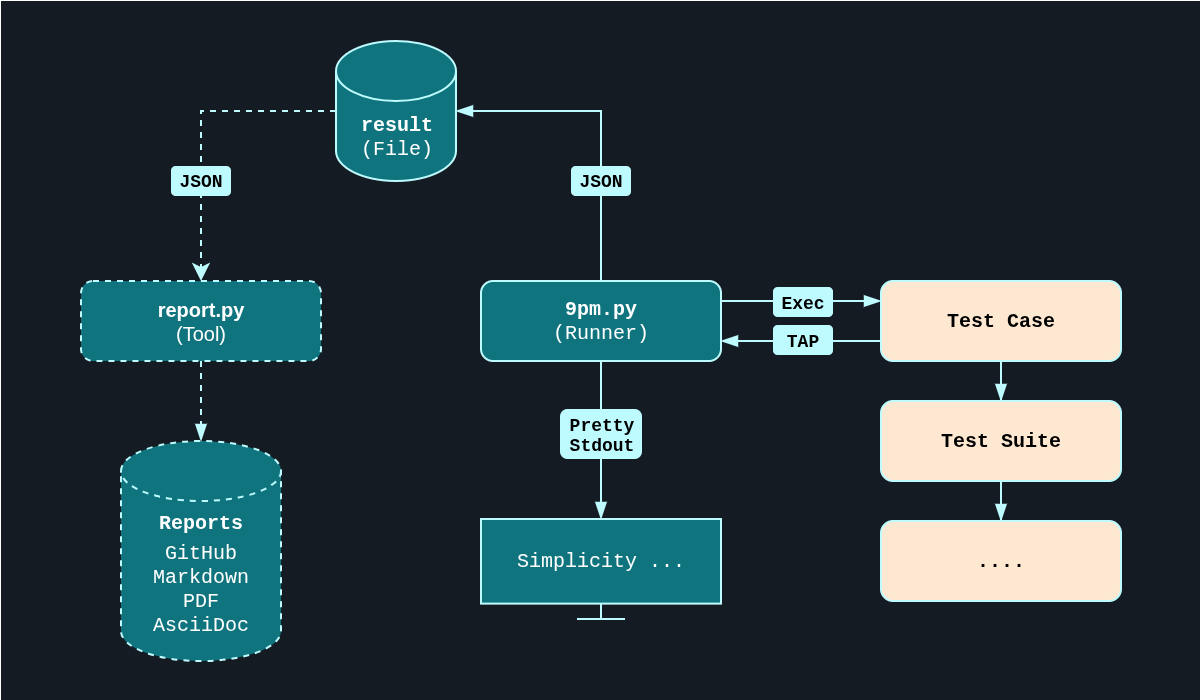 result
(File)
JSON
JSON
report.py
(Tool)
9pm.py
(Runner)
Exec
TAP
Test Case
Pretty
Stdout
Test Suite
Reports
GitHub
Markdown
PDF
AsciiDoc
Simplicity ...
....